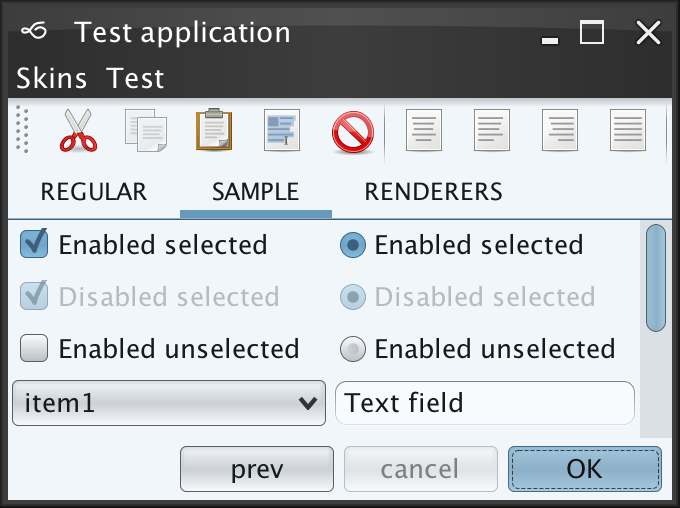 Test application
Skins Test
REGULAR SAMPLE RENDERERS
Enabled selected Enabled selected
Disabled selected Disabled selected
Enabled unselected Enabled unselected
item1 Text field
prev cancel OK